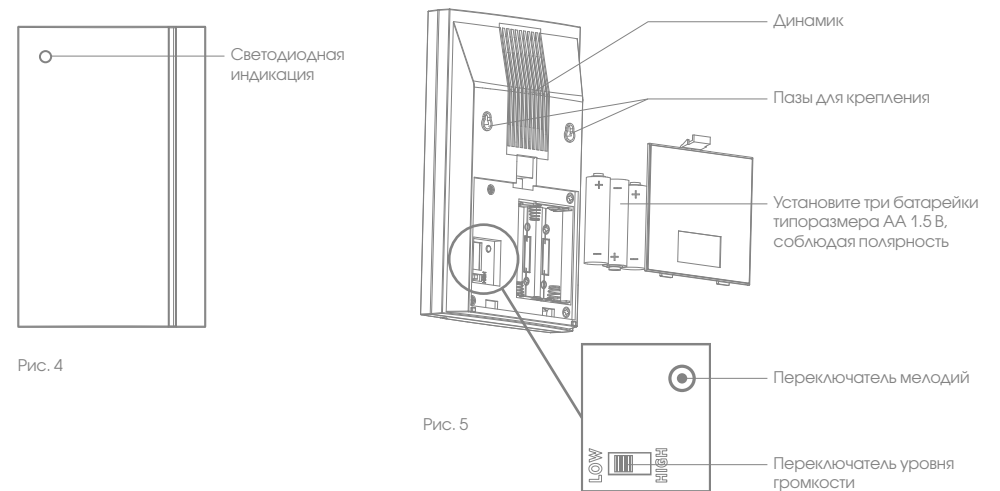 Светодиодная
индикация
Рис. 4
Динамик
Пазы для крепления
Установите три батарейки
типоразмера АА 1.5 В,
соблюдая полярность
+ − +
− + −
Рис. 5
Переключатель мелодий
LOW
HIGH
Переключатель уровня
громкости